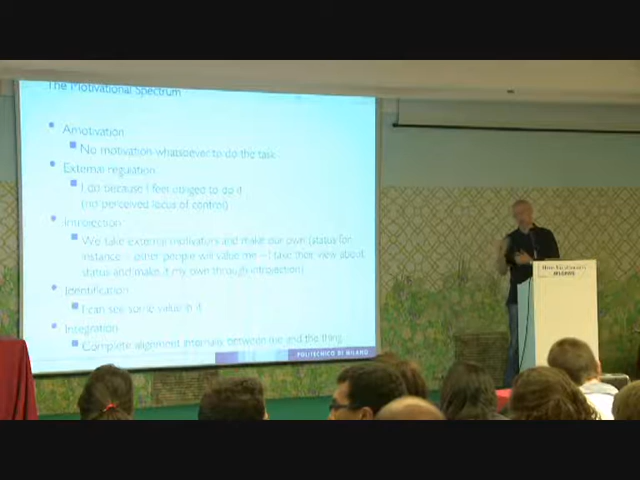 The Motivational Spectrum
Amotivation
No motivation whatsoever to do the task
External regulation
I do because I feel obliged to do it
(no perceived locus of control)
Introjection
We take external motivators and make our own (status for
instance – other people will value me – I take their view about
status and make it my own through introjection)
Identification
I can see some value in it
Integration
Complete alignment internally between me and the thing
POLITECNICO DI MILANO